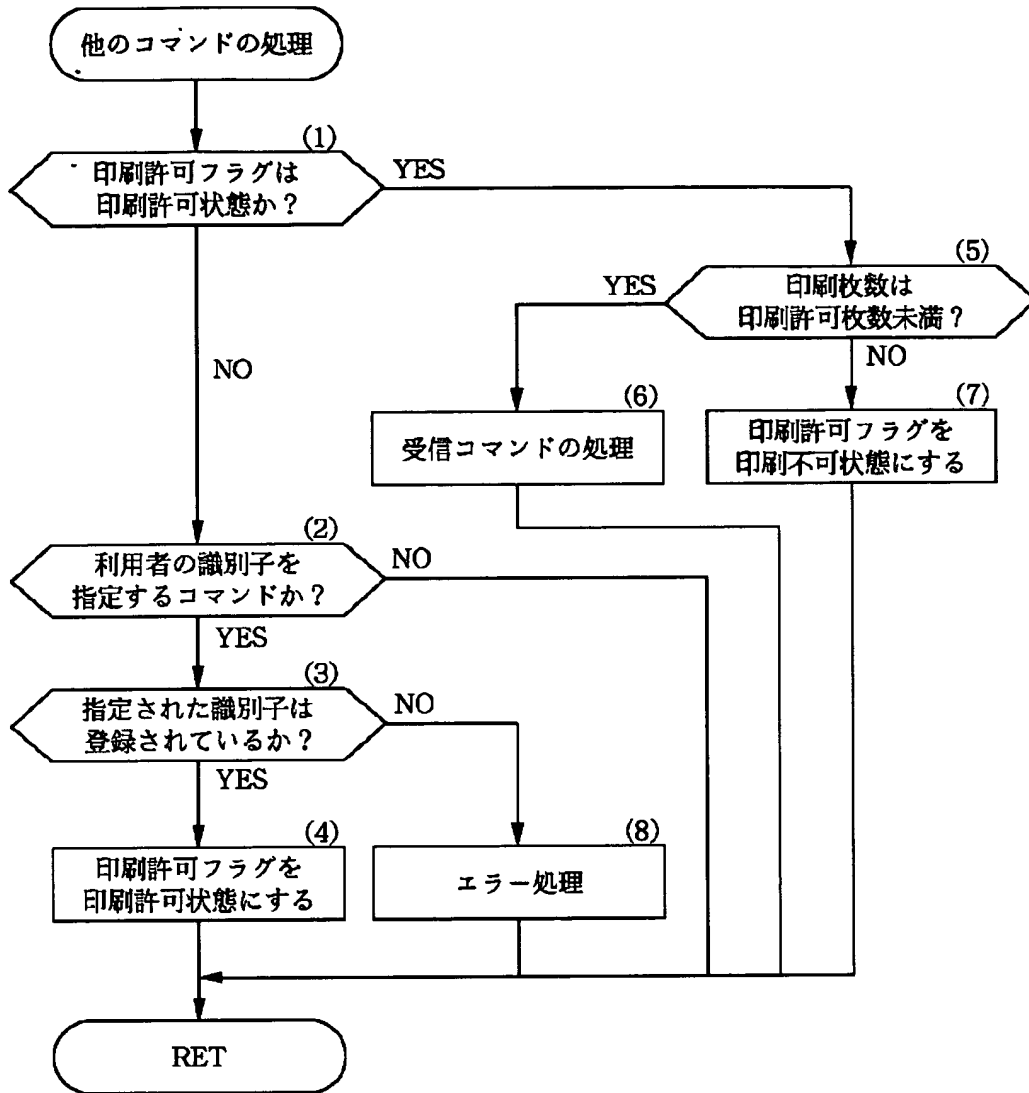 他のコマンドの処理
(1)
印刷許可フラグは
印刷許可状態か?
YES
NO
(5)
印刷枚数は
印刷許可枚数未満?
YES
NO
(6)
受信コマンドの処理
(7)
印刷許可フラグを
印刷不可状態にする
(2)
利用者の識別子を
指定するコマンドか?
NO
YES
(3)
指定された識別子は
登録されているか?
NO
YES
(4)
印刷許可フラグを
印刷許可状態にする
(8)
エラー処理
RET